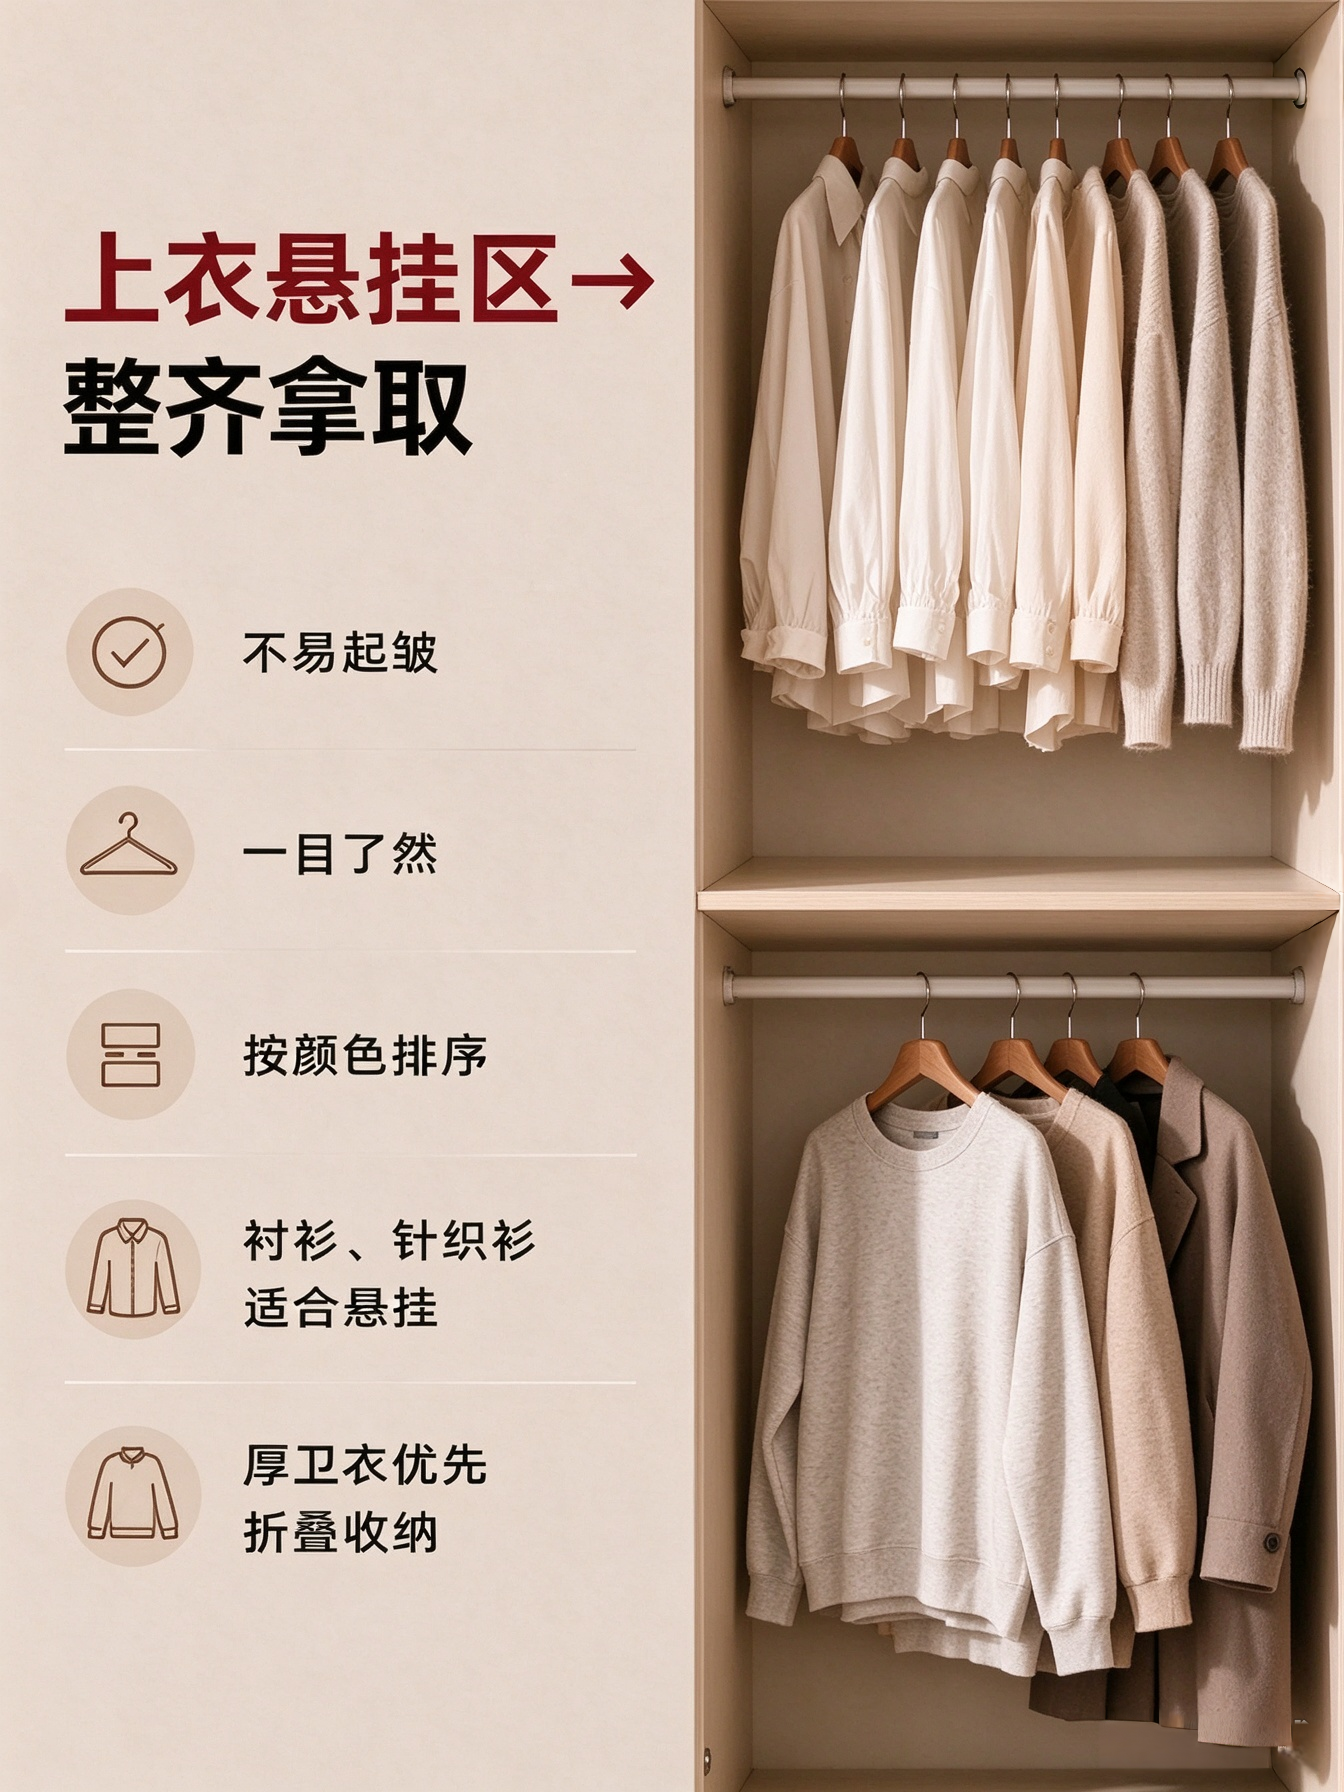 上衣悬挂区→
整齐拿取
不易起皱
一目了然
按颜色排序
衬衫、针织衫
适合悬挂
厚卫衣优先
折叠收纳